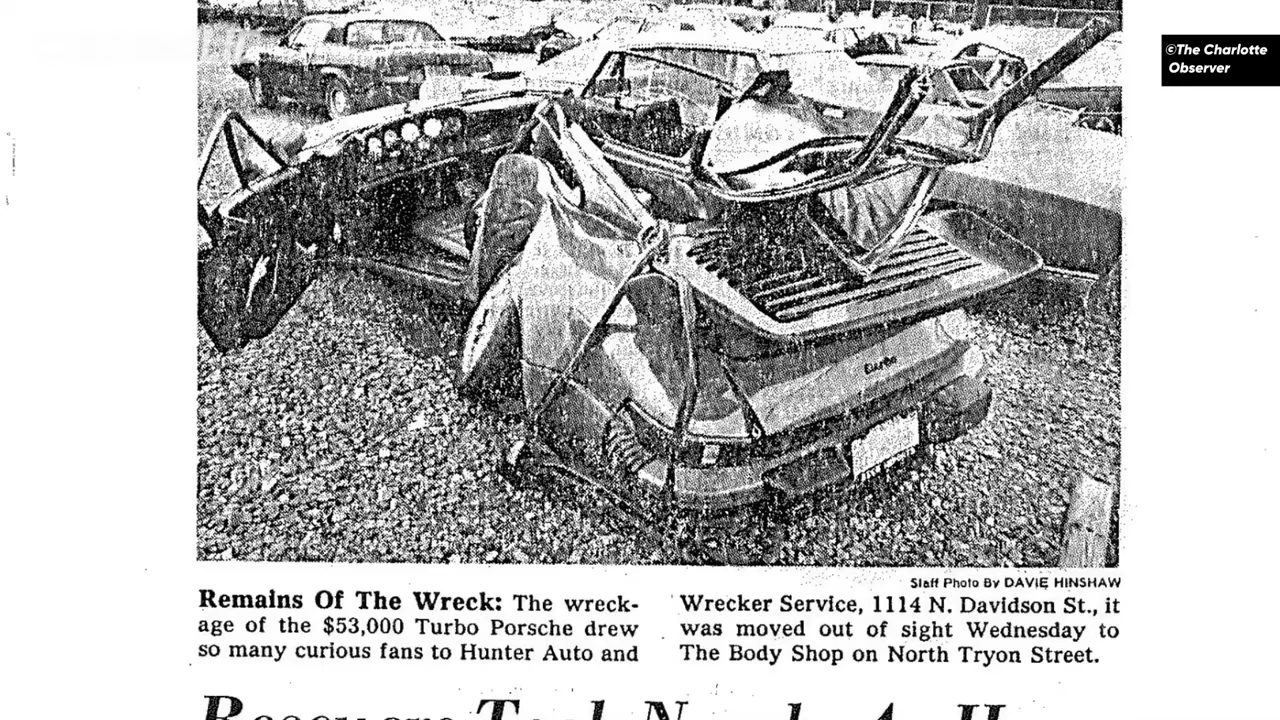 ©The Charlotte
Observer
Turbo
Staff Photo By DAVIE HINSHAW
Remains Of The Wreck: The wreck-
age of the $53,000 Turbo Porsche drew
so many curious fans to Hunter Auto and
Wrecker Service, 1114 N. Davidson St., it
was moved out of sight Wednesday to
The Body Shop on North Tryon Street.